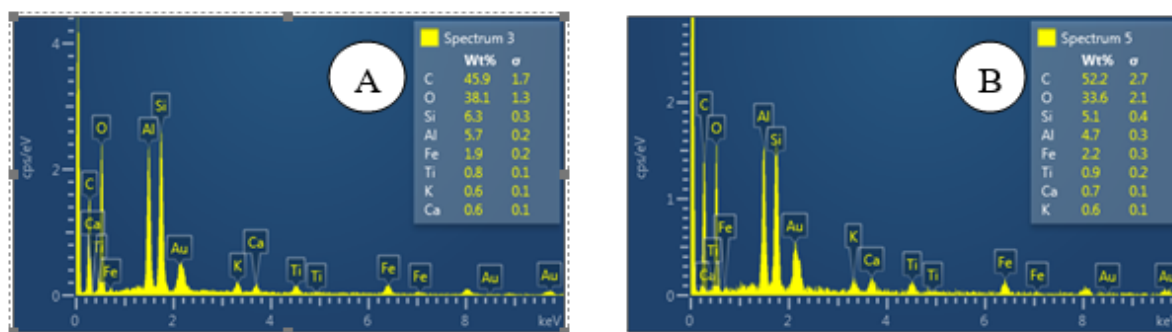 A
Spectrum 3
Wt% σ
C 45.9 1.7
O 38.1 1.3
Si 6.3 0.3
Al 5.7 0.2
Fe 1.9 0.2
Ti 0.8 0.1
K 0.6 0.1
Ca 0.6 0.1
cps/eV
4
2
0
Si
O
Al
C
Ca
Fe
Au
K
Ca
Ti
Ti
Fe
Fe
Au
Au
0 2 4 6 8 keV
B
Spectrum 5
Wt% σ
C 52.2 2.7
O 33.6 2.1
Si 5.1 0.4
Al 4.7 0.3
Fe 2.2 0.3
Ti 0.9 0.2
Ca 0.7 0.1
K 0.6 0.1
cps/eV
2
1
0
C
O
Al
Si
Ti
Fe
Ca
Au
K
Ca
Ti
Ti
Fe
Fe
Au
0 2 4 6 8 keV